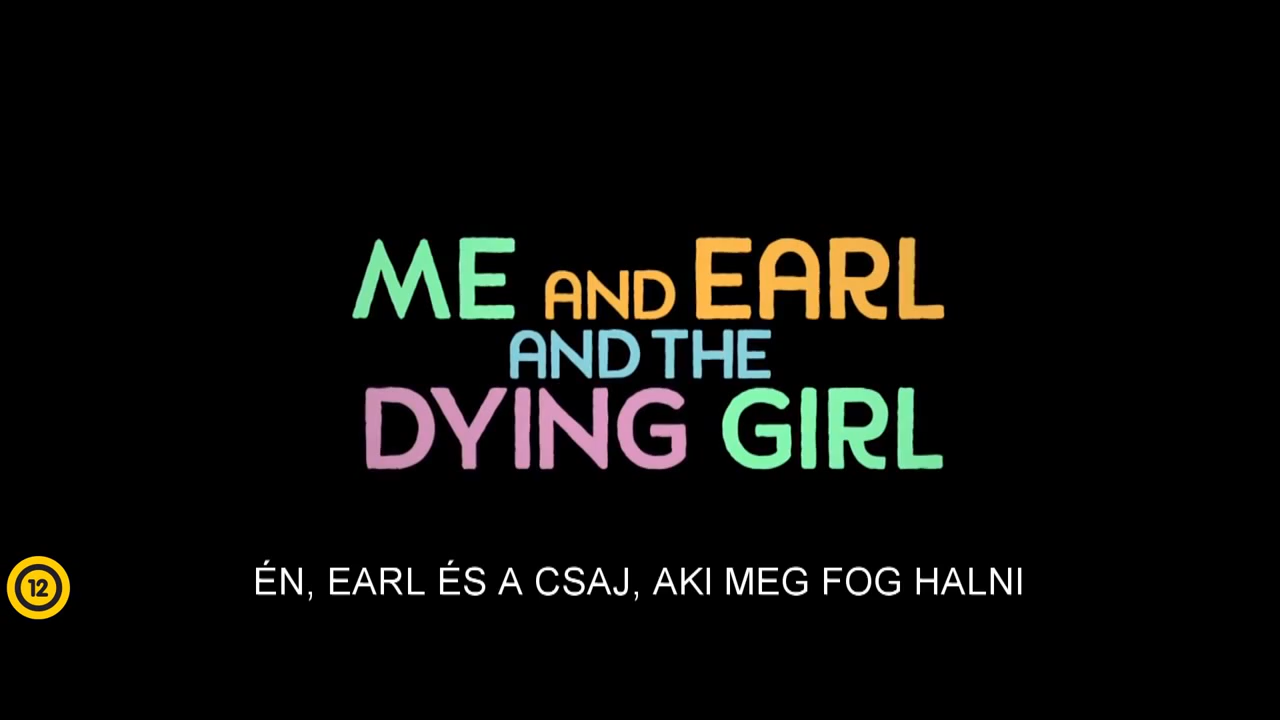 ME AND EARL
AND THE
DYING GIRL
ÉN, EARL ÉS A CSAJ, AKI MEG FOG HALNI
12